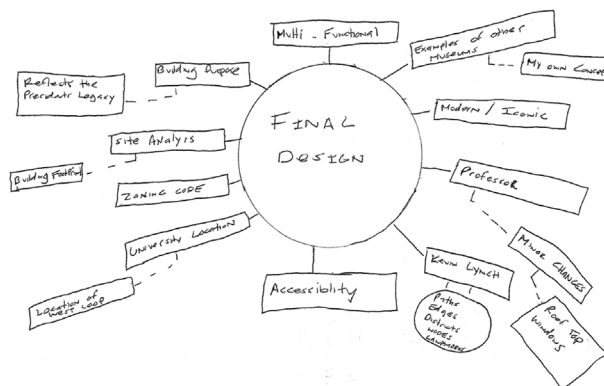 Multi-Functional
Examples of other
Museums
My own Concept
Building Purpose
Reflects the
Presidents Legacy
FINAL
DESIGN
Modern / Iconic
Site Analysis
Building Footprint
ZONING CODE
Professor
University Location
Location of
West Loop
Accessibility
Kevin Lynch
Paths
Edges
Districts
NODES
LANDMARKS
MINOR CHANGES
Roof Top
Windows